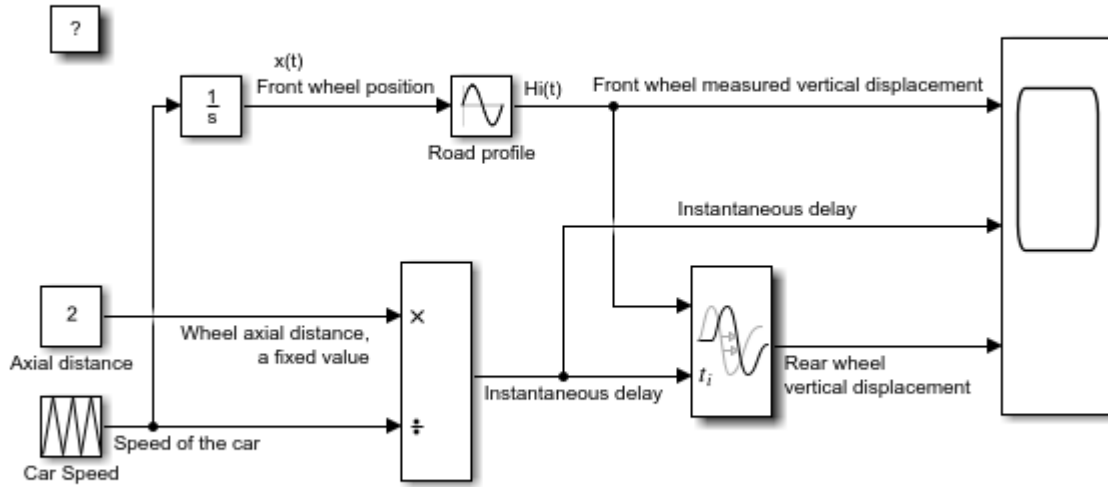 ?
x(t)
Front wheel position
1
s
Road profile
Hi(t)
Front wheel measured vertical displacement
Instantaneous delay
2
Axial distance
Wheel axial distance,
a fixed value
×
÷
Instantaneous delay
ti
Rear wheel
vertical displacement
Speed of the car
Car Speed